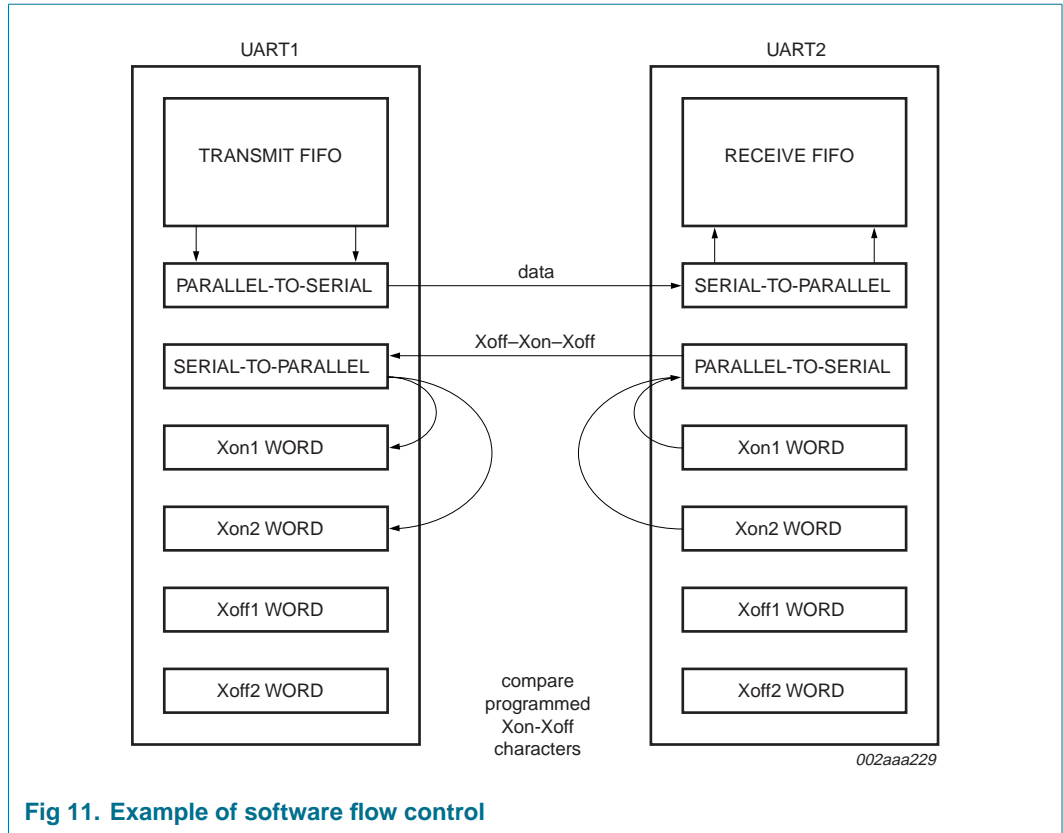 UART1
UART2
TRANSMIT FIFO
RECEIVE FIFO
PARALLEL-TO-SERIAL
data
SERIAL-TO-PARALLEL
SERIAL-TO-PARALLEL
Xoff–Xon–Xoff
PARALLEL-TO-SERIAL
Xon1 WORD
Xon1 WORD
Xon2 WORD
Xon2 WORD
Xoff1 WORD
Xoff1 WORD
Xoff2 WORD
Xoff2 WORD
compare
programmed
Xon-Xoff
characters
002aaa229
Fig 11. Example of software flow control